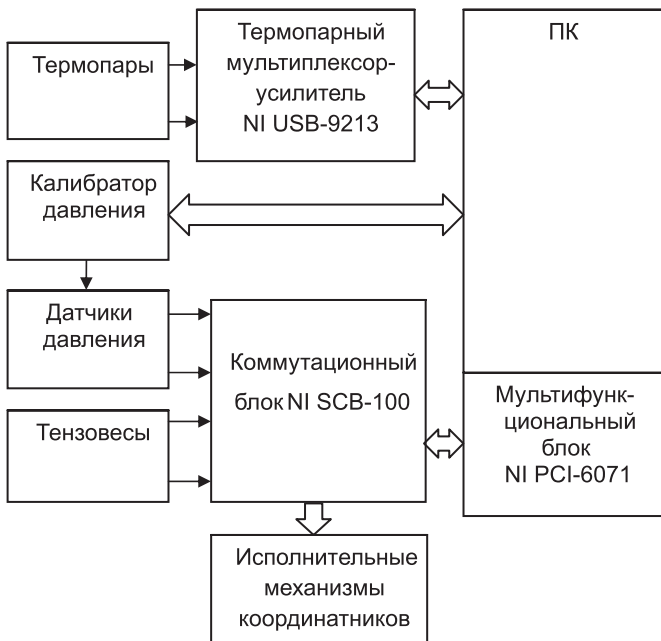 Термопары
Термопарный
мультиплексор-
усилитель
NI USB-9213
ПК
Калибратор
давления
Датчики
давления
Коммутационный
блок NI SCB-100
Тензовесы
Мультифунк-
циональный
блок
NI PCI-6071
Исполнительные
механизмы
координатников